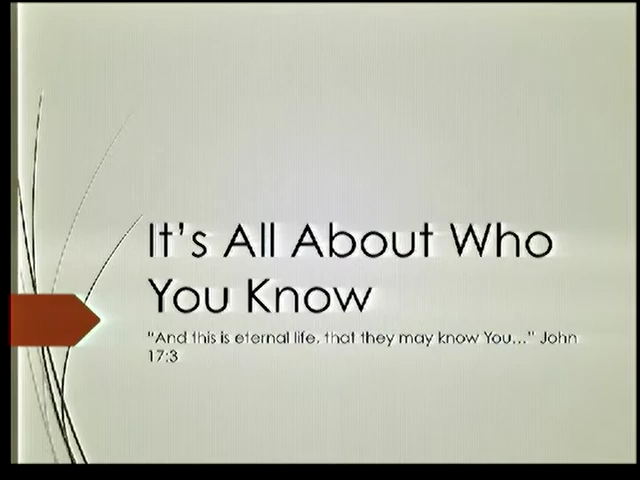 It's All About Who
You Know
"And this is eternal life, that they may know You..." John
17:3